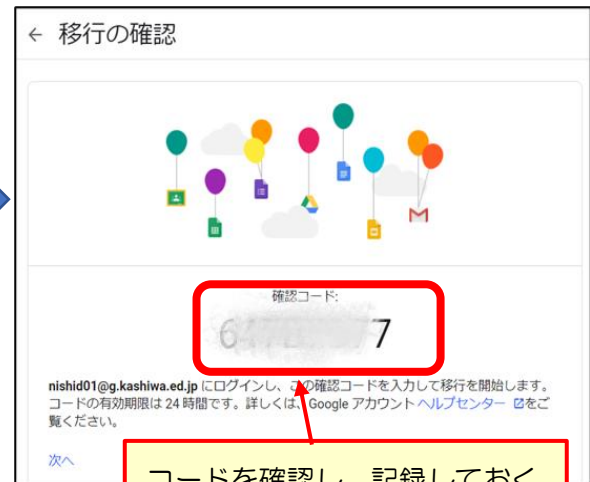 ← 移行の確認
確認コード:
7
nishid01@g.kashiwa.ed.jp にログインし、この確認コードを入力して移行を開始します。
コードの有効期限は 24 時間です。詳しくは、Google アカウント ヘルプセンター をご
覧ください。
次へ
コードを確認し、記録しておく